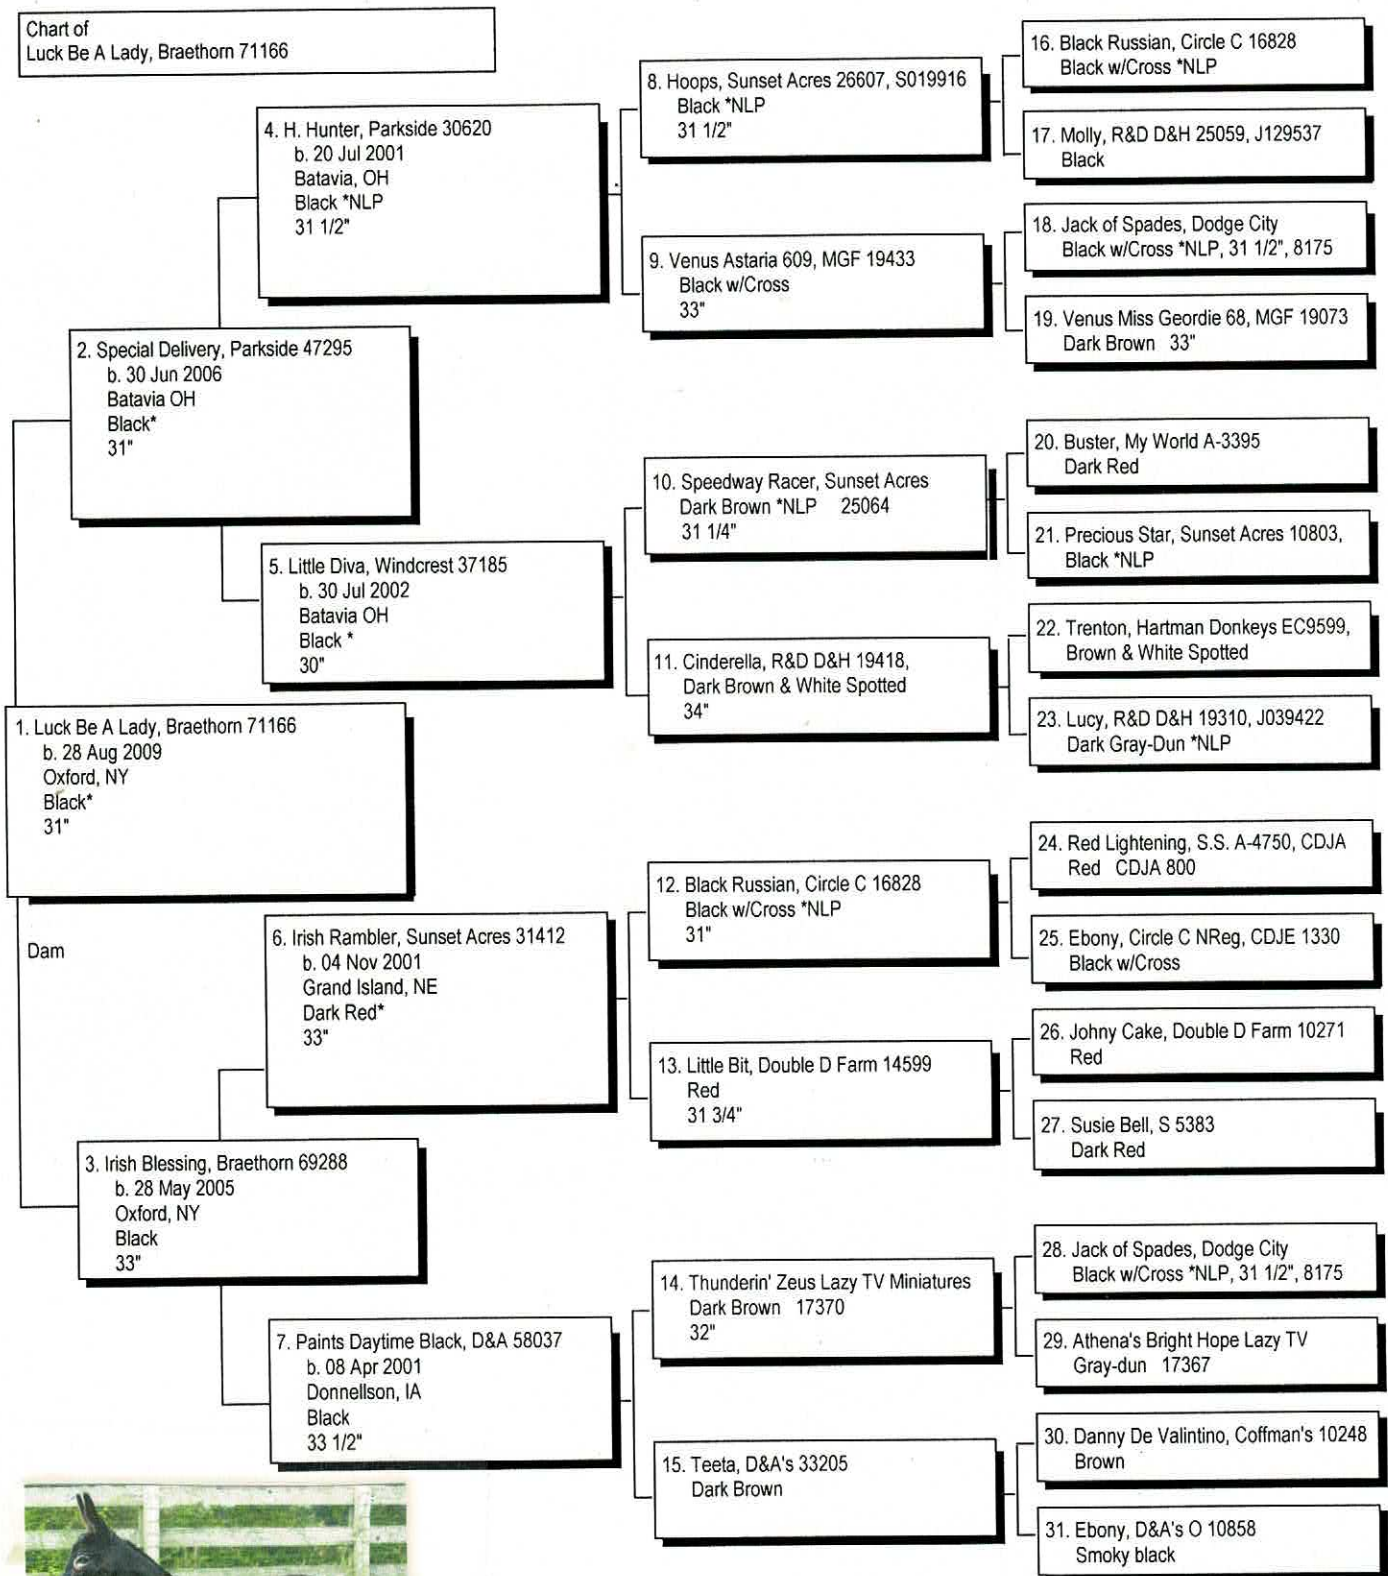 Chart of
Luck Be A Lady, Braethorn 71166
1. Luck Be A Lady, Braethorn 71166
b. 28 Aug 2009
Oxford, NY
Black*
31"
Dam
2. Special Delivery, Parkside 47295
b. 30 Jun 2006
Batavia OH
Black*
31"
3. Irish Blessing, Braethorn 69288
b. 28 May 2005
Oxford, NY
Black
33"
4. H. Hunter, Parkside 30620
b. 20 Jul 2001
Batavia, OH
Black *NLP
31 1/2"
5. Little Diva, Windcrest 37185
b. 30 Jul 2002
Batavia OH
Black *
30"
6. Irish Rambler, Sunset Acres 31412
b. 04 Nov 2001
Grand Island, NE
Dark Red*
33"
7. Paints Daytime Black, D&A 58037
b. 08 Apr 2001
Donnellson, IA
Black
33 1/2"
8. Hoops, Sunset Acres 26607, S019916
Black *NLP
31 1/2"
9. Venus Astaria 609, MGF 19433
Black w/Cross
33"
10. Speedway Racer, Sunset Acres
Dark Brown *NLP 25064
31 1/4"
11. Cinderella, R&D D&H 19418,
Dark Brown & White Spotted
34"
12. Black Russian, Circle C 16828
Black w/Cross *NLP
31"
13. Little Bit, Double D Farm 14599
Red
31 3/4"
14. Thunderin' Zeus Lazy TV Miniatures
Dark Brown 17370
32"
15. Teeta, D&A's 33205
Dark Brown
16. Black Russian, Circle C 16828
Black w/Cross *NLP
17. Molly, R&D D&H 25059, J129537
Black
18. Jack of Spades, Dodge City
Black w/Cross *NLP, 31 1/2", 8175
19. Venus Miss Geordie 68, MGF 19073
Dark Brown 33"
20. Buster, My World A-3395
Dark Red
21. Precious Star, Sunset Acres 10803,
Black *NLP
22. Trenton, Hartman Donkeys EC9599,
Brown & White Spotted
23. Lucy, R&D D&H 19310, J039422
Dark Gray-Dun *NLP
24. Red Lightening, S.S. A-4750, CDJA
Red CDJA 800
25. Ebony, Circle C NReg, CDJE 1330
Black w/Cross
26. Johny Cake, Double D Farm 10271
Red
27. Susie Bell, S 5383
Dark Red
28. Jack of Spades, Dodge City
Black w/Cross *NLP, 31 1/2", 8175
29. Athena's Bright Hope Lazy TV
Gray-dun 17367
30. Danny De Valintino, Coffman's 10248
Brown
31. Ebony, D&A's O 10858
Smoky black